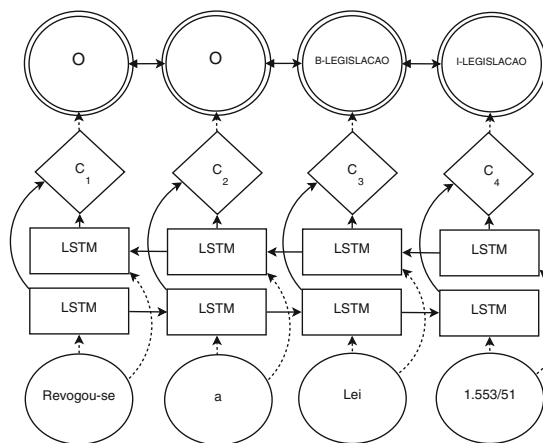 O O B-LEGISLACAO I-LEGISLACAO
C1 C2 C3 C4
LSTM LSTM LSTM LSTM
LSTM LSTM LSTM LSTM
Revogou-se a Lei 1.553/51